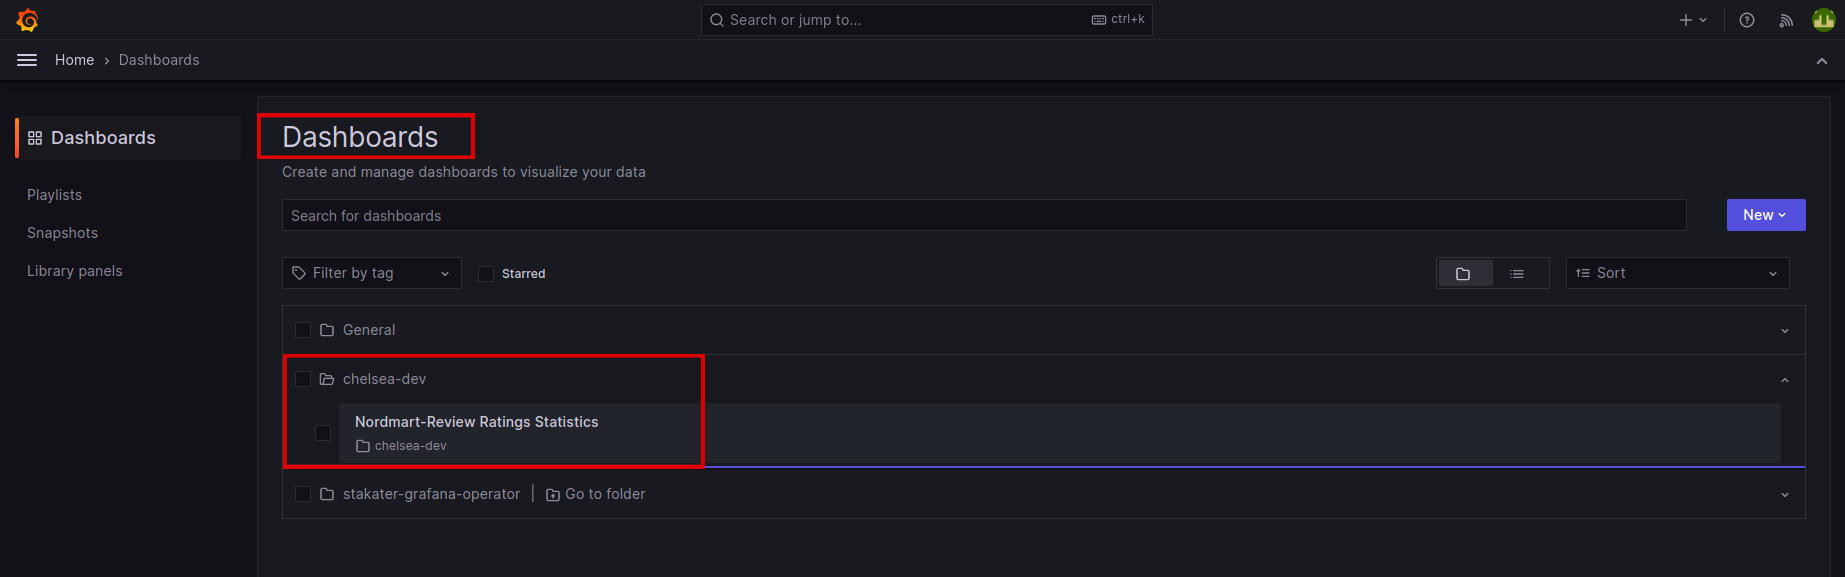 Search or jump to...
ctrl+k
Home › Dashboards
Dashboards
Playlists
Snapshots
Library panels
Dashboards
Create and manage dashboards to visualize your data
Search for dashboards
New
Filter by tag
Starred
Sort
General
chelsea-dev
Nordmart-Review Ratings Statistics
chelsea-dev
stakater-grafana-operator | Go to folder